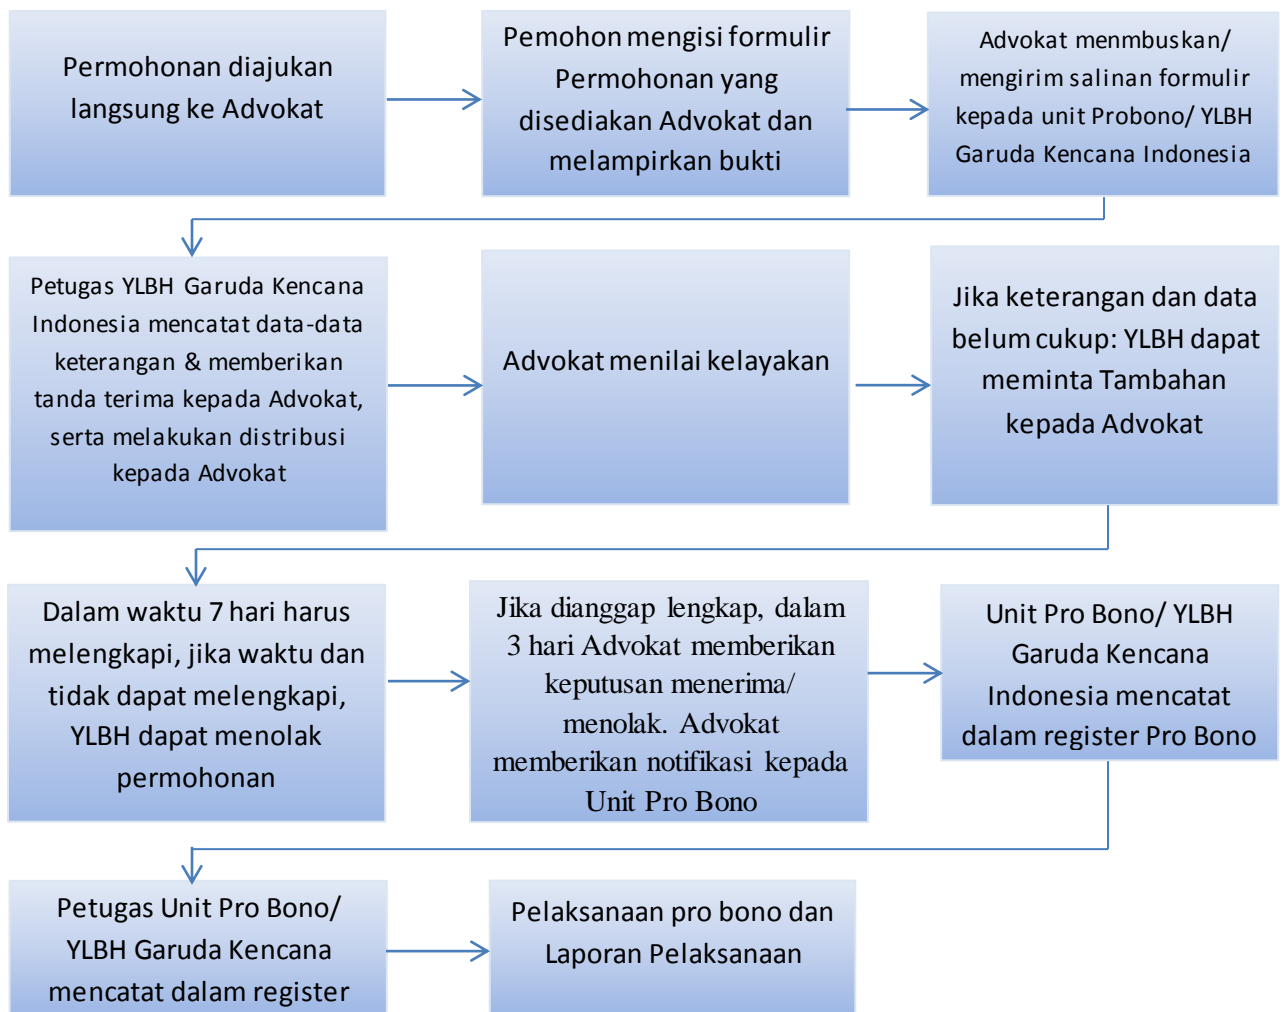 Permohonan diajukan
langsung ke Advokat
Pemohon mengisi formulir
Permohonan yang
disediakan Advokat dan
melampirkan bukti
Advokat menmbuskan/
mengirim salinan formulir
kepada unit Probono/ YLBH
Garuda Kencana Indonesia
Petugas YLBH Garuda Kencana
Indonesia mencatat data-data
keterangan & memberikan
tanda terima kepada Advokat,
serta melakukan distribusi
kepada Advokat
Advokat menilai kelayakan
Jika keterangan dan data
belum cukup: YLBH dapat
meminta Tambahan
kepada Advokat
Dalam waktu 7 hari harus
melengkapi, jika waktu dan
tidak dapat melengkapi,
YLBH dapat menolak
permohonan
Jika dianggap lengkap, dalam
3 hari Advokat memberikan
keputusan menerima/
menolak. Advokat
memberikan notifikasi kepada
Unit Pro Bono
Unit Pro Bono/ YLBH
Garuda Kencana
Indonesia mencatat
dalam register Pro Bono
Petugas Unit Pro Bono/
YLBH Garuda Kencana
mencatat dalam register
Pelaksanaan pro bono dan
Laporan Pelaksanaan